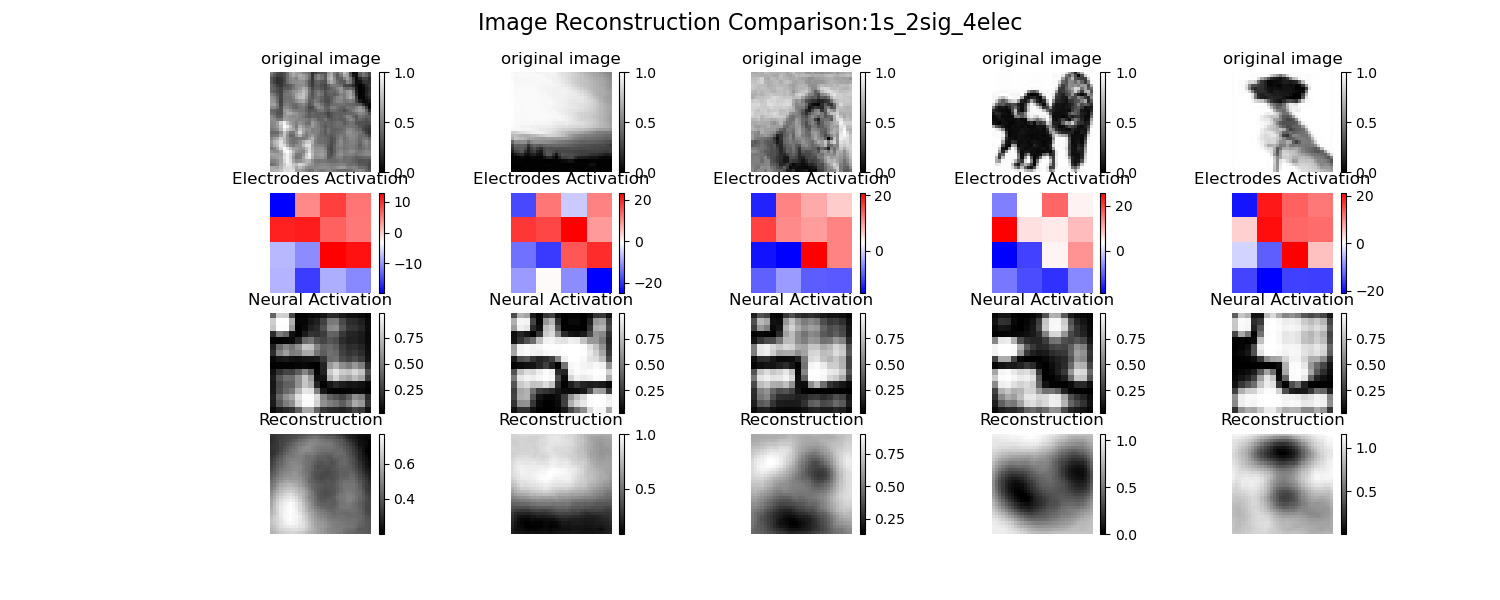 Image Reconstruction Comparison:1s_2sig_4elec
original image original image original image original image original image
1.0 1.0 1.0 1.0 1.0
0.5 0.5 0.5 0.5 0.5
0.0 0.0 0.0 0.0 0.0
Electrodes Activation Electrodes Activation Electrodes Activation Electrodes Activation Electrodes Activation
10 20 20 20 20
0 0 0 0 0
−10 −20 −20
Neural Activation Neural Activation Neural Activation Neural Activation Neural Activation
0.75 0.75 0.75 0.75 0.75
0.50 0.50 0.50 0.50 0.50
0.25 0.25 0.25 0.25 0.25
Reconstruction Reconstruction Reconstruction Reconstruction Reconstruction
0.6 1.0 0.75 1.0 1.0
0.4 0.5 0.50 0.5 0.5
0.25 0.0